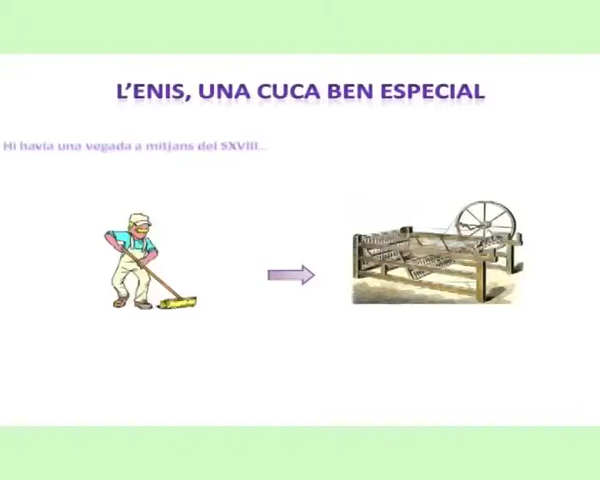 L'ENIS, UNA CUCA BEN ESPECIAL
Hi havia una vegada a mitjans del SXVIII...